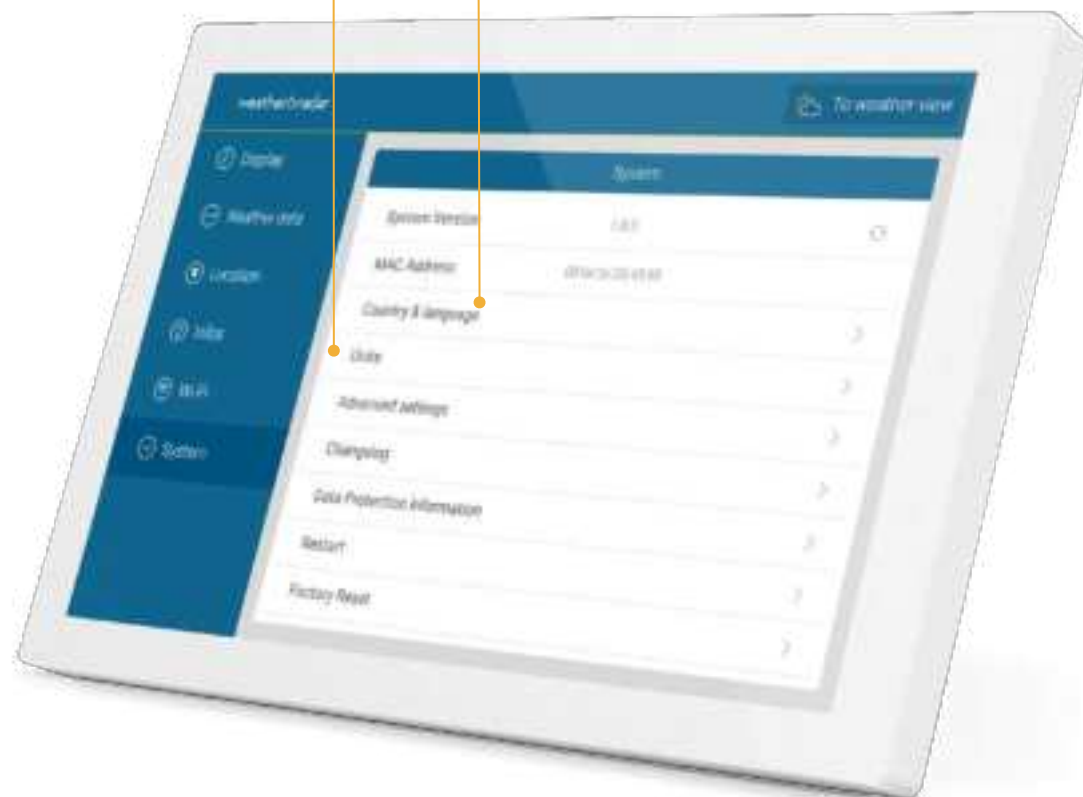 To weather view
Display
Weather data
Location
Wi-Fi
System
System
System Version
MAC Address
Country & language
Units
Advanced settings
Changelog
Data Protection Information
Restart
Factory Reset